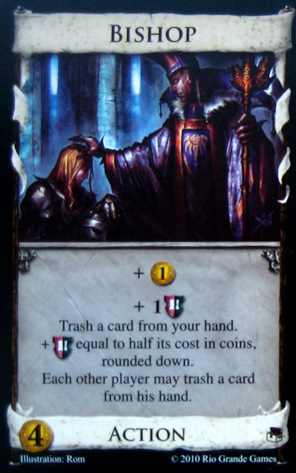 BISHOP
+ 1
+ 1
Trash a card from your hand.
+ equal to half its cost in coins,
rounded down.
Each other player may trash a card
from his hand.
4 ACTION
Illustration: Rom © 2010 Rio Grande Games